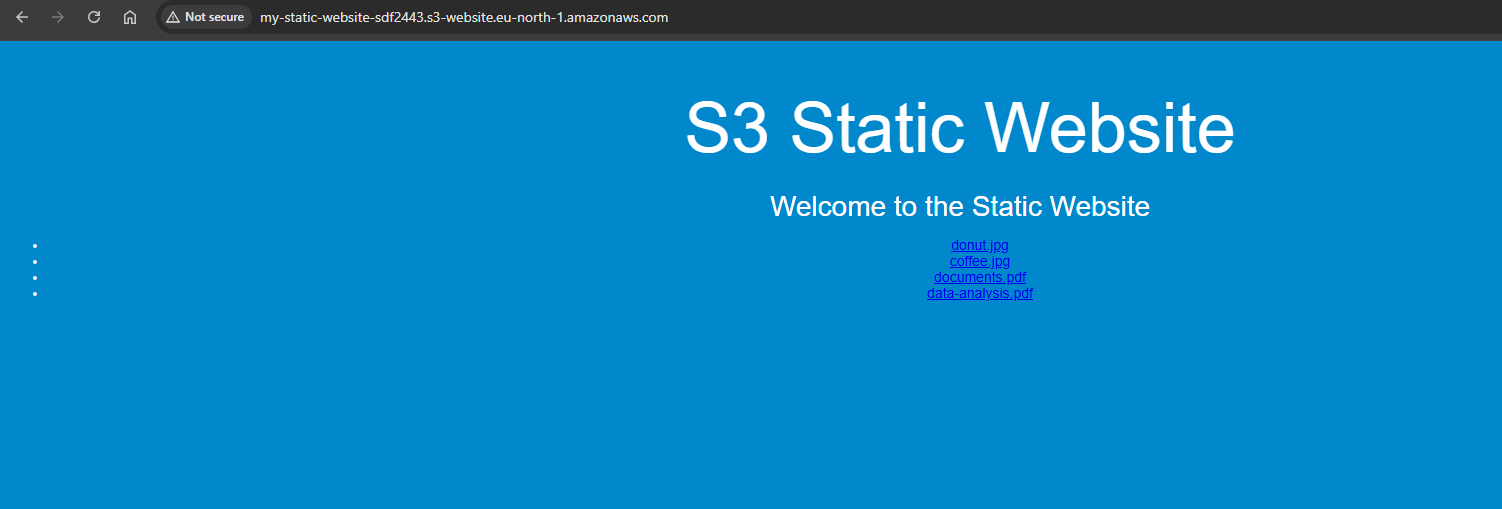 Not secure my-static-website-sdf2443.s3-website.eu-north-1.amazonaws.com
S3 Static Website
Welcome to the Static Website
donut.jpg
coffee.jpg
documents.pdf
data-analysis.pdf